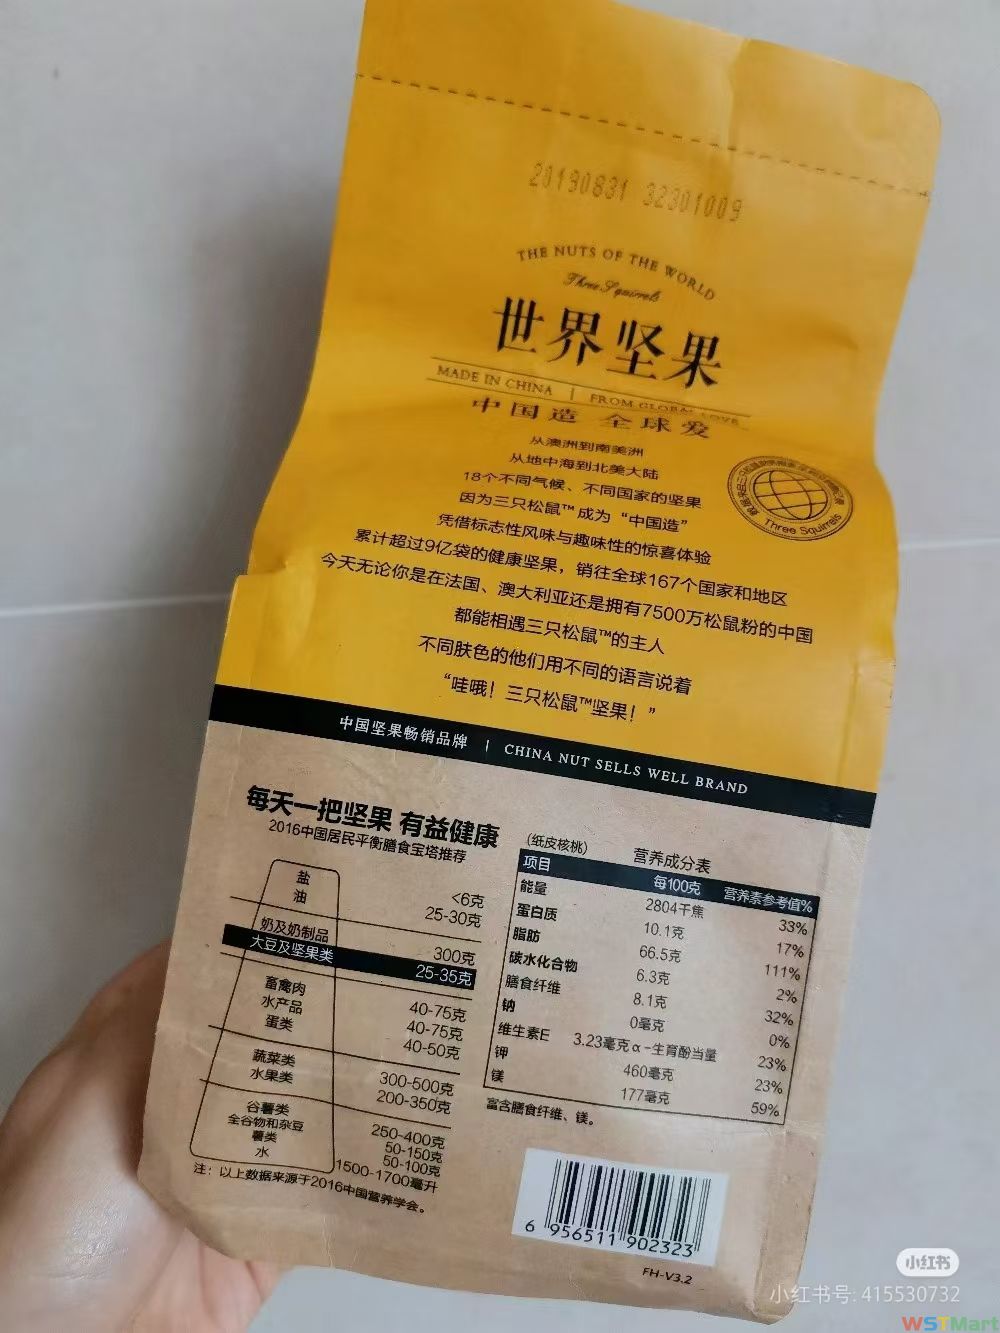 20190831 32301009
THE NUTS OF THE WORLD
Three Squirrels
世界坚果
MADE IN CHINA | FROM GLOBAL LOVE
中国造 全球爱
从澳洲到南美洲
从地中海到北美大陆
18个不同气候、不同国家的坚果
因为三只松鼠™成为“中国造”
凭借标志性风味与趣味性的惊喜体验
累计超过9亿袋的健康坚果，销往全球167个国家和地区
今天无论你是在法国、澳大利亚还是拥有7500万松鼠粉的中国
都能相遇三只松鼠™的主人
不同肤色的他们用不同的语言说着
“哇哦！三只松鼠™坚果！”
Three Squirrels
中国坚果畅销品牌 | CHINA NUT SELLS WELL BRAND
每天一把坚果 有益健康
2016中国居民平衡膳食宝塔推荐
盐 <6克
油 25-30克
奶及奶制品 300克
大豆及坚果类 25-35克
畜禽肉 40-75克
水产品 40-75克
蛋类 40-50克
蔬菜类 300-500克
水果类 200-350克
谷薯类 250-400克
全谷物和杂豆 50-150克
薯类 50-100克
水 1500-1700毫升
注：以上数据来源于2016中国营养学会。
(纸皮核桃) 营养成分表
项目 每100克 营养素参考值%
能量 2804千焦 33%
蛋白质 10.1克 17%
脂肪 66.5克 111%
碳水化合物 6.3克 2%
膳食纤维 8.1克 32%
钠 0毫克 0%
维生素E 3.23毫克α-生育酚当量 23%
钾 460毫克 23%
镁 177毫克 59%
富含膳食纤维、镁。
6 956511 902323
FH-V3.2
小红书
小红书号: 415530732
WSTMart